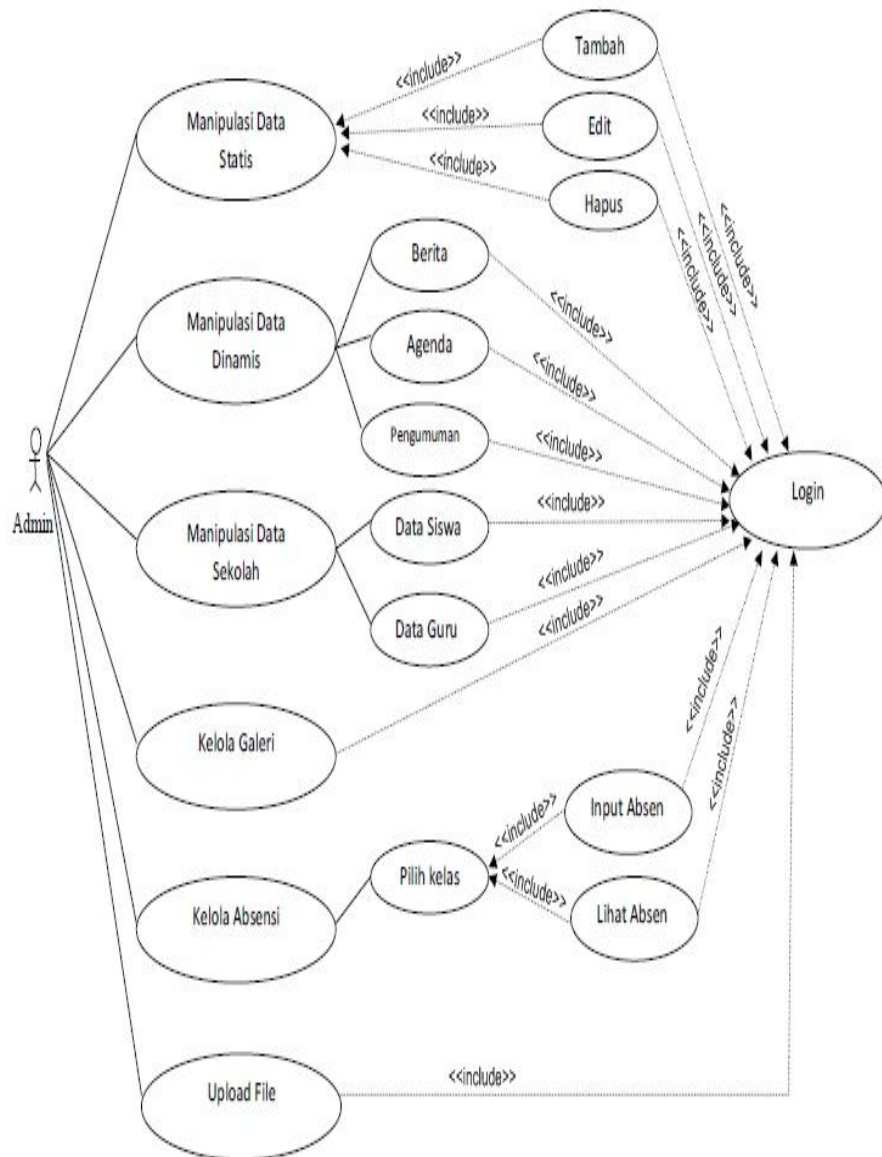 Tambah
<<include>>
Manipulasi Data
Statis
<<include>>
Edit
<<include>>
Hapus
<<include>>
<<include>>
<<include>>
Berita
<<include>>
Manipulasi Data
Dinamis
Agenda
<<include>>
Pengumuman
<<include>>
Admin
Login
Manipulasi Data
Sekolah
Data Siswa
<<include>>
Data Guru
<<include>>
<<include>>
Kelola Galeri
<<include>>
<<include>>
Input Absen
<<include>>
Pilih kelas
<<include>>
Lihat Absen
Kelola Absensi
Upload File
<<include>>